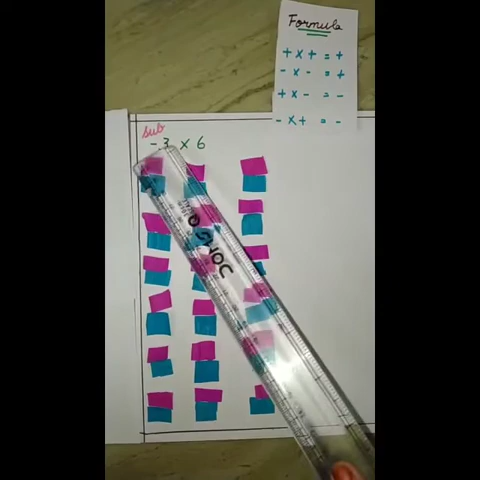 Formula
+ x + = +
- x - = +
+ x - = -
- x + = -
Sub
- 3 x 6